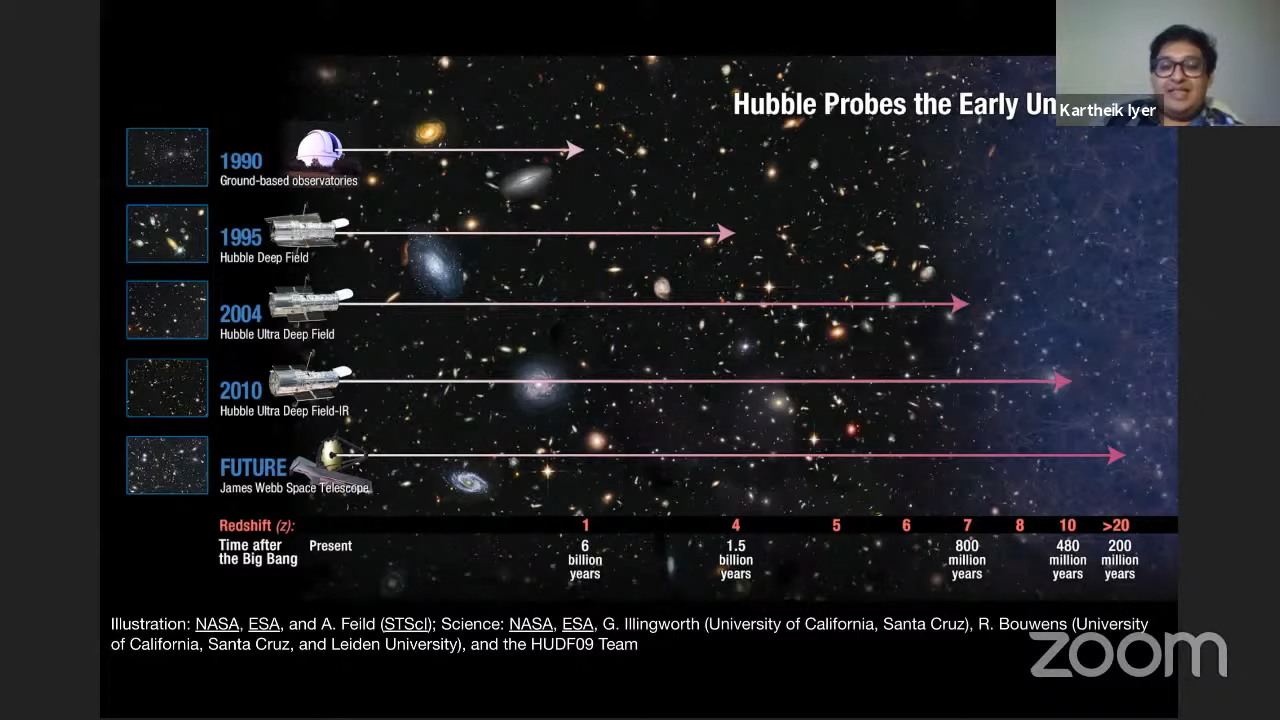 Hubble Probes the Early Un
Kartheik Iyer
1990
Ground-based observatories
1995
Hubble Deep Field
2004
Hubble Ultra Deep Field
2010
Hubble Ultra Deep Field-IR
FUTURE
James Webb Space Telescope
Redshift (z): 1 4 5 6 7 8 10 >20
Time after Present 6 1.5 800 480 200
the Big Bang billion billion million million million
years years years years years
Illustration: NASA, ESA, and A. Feild (STScI); Science: NASA, ESA, G. Illingworth (University of California, Santa Cruz), R. Bouwens (University
of California, Santa Cruz, and Leiden University), and the HUDF09 Team
zoom